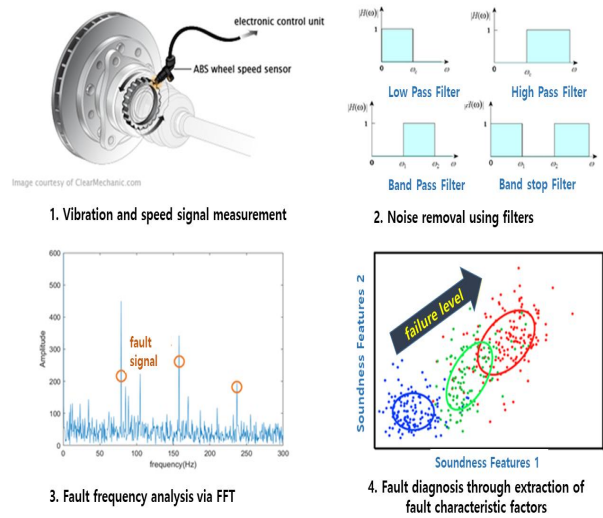 electronic control unit
ABS wheel speed sensor
Image courtesy of ClearMechanic.com
1. Vibration and speed signal measurement
|H(ω)|
1
0
ω
Low Pass Filter
|H(ω)|
1
0
ω
High Pass Filter
|H(ω)|
1
0
ω₁
ω₂
ω
Band Pass Filter
1
0
ω₁
ω₂
ω
Band stop Filter
2. Noise removal using filters
600
500
400
300
200
100
0
Amplitude
fault
signal
0 50 100 150 200 250 300
frequency(Hz)
3. Fault frequency analysis via FFT
Soundness Features 2
failure level
Soundness Features 1
4. Fault diagnosis through extraction of
fault characteristic factors